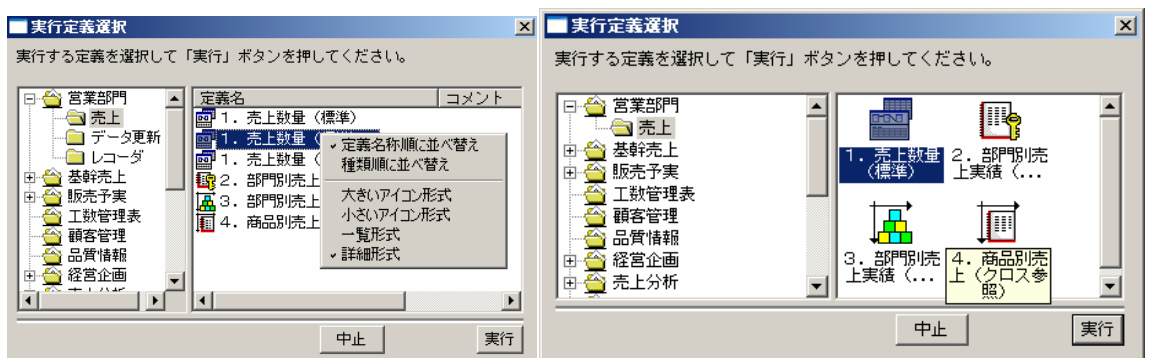 実行定義選択
実行する定義を選択して「実行」ボタンを押してください。
営業部門
売上
データ更新
レコーダ
基幹売上
販売予実
工数管理表
顧客管理
品質情報
経営企画
定義名
コメント
1．売上数量（標準）
1．売上数量（
1．売上数量（
2．部門別売上
3．部門別売上
4．商品別売上
定義名称順に並べ替え
種類順に並べ替え
大きいアイコン形式
小さいアイコン形式
一覧形式
詳細形式
中止
実行
実行定義選択
実行する定義を選択して「実行」ボタンを押してください。
営業部門
売上
基幹売上
販売予実
工数管理表
顧客管理
品質情報
経営企画
売上分析
1．売上数量
（標準）
2．部門別売
上実績（...
3．部門別売
上実績（...
4．商品別売
上（クロス参
照）
中止
実行